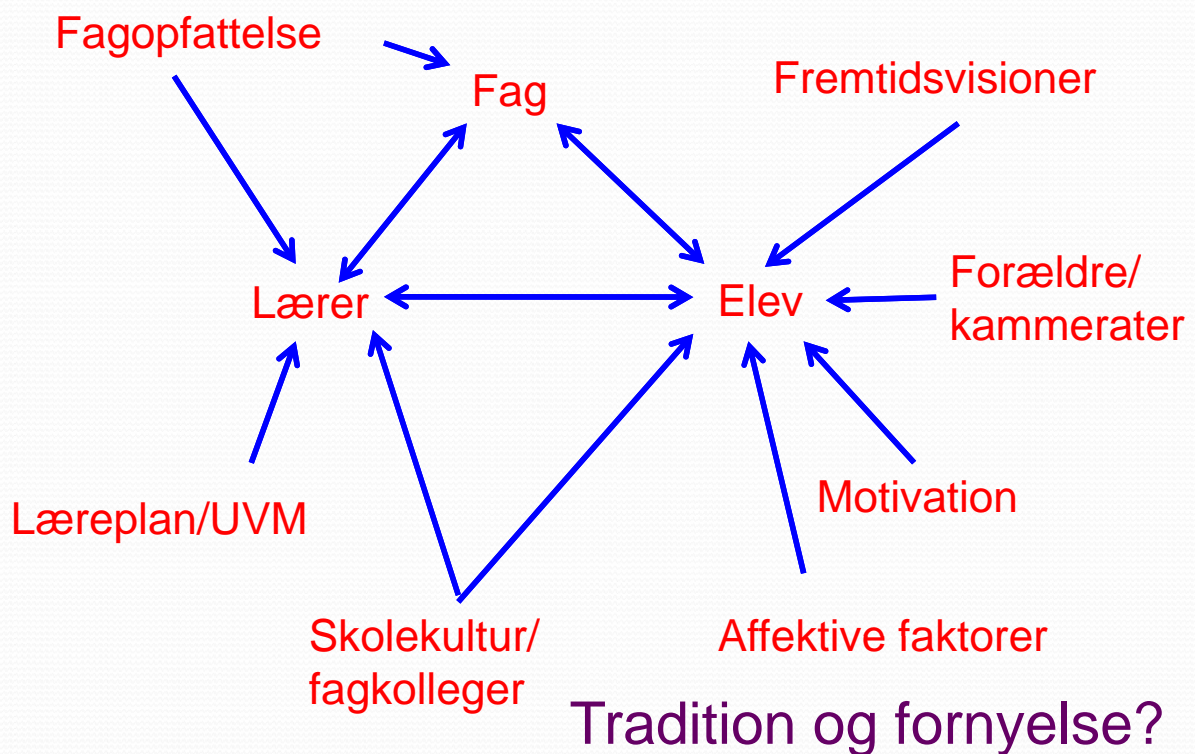 Fagopfattelse
Fag
Fremtidsvisioner
Lærer
Elev
Forældre/
kammerater
Læreplan/UVM
Motivation
Skolekultur/
fagkolleger
Affektive faktorer
Tradition og fornyelse?